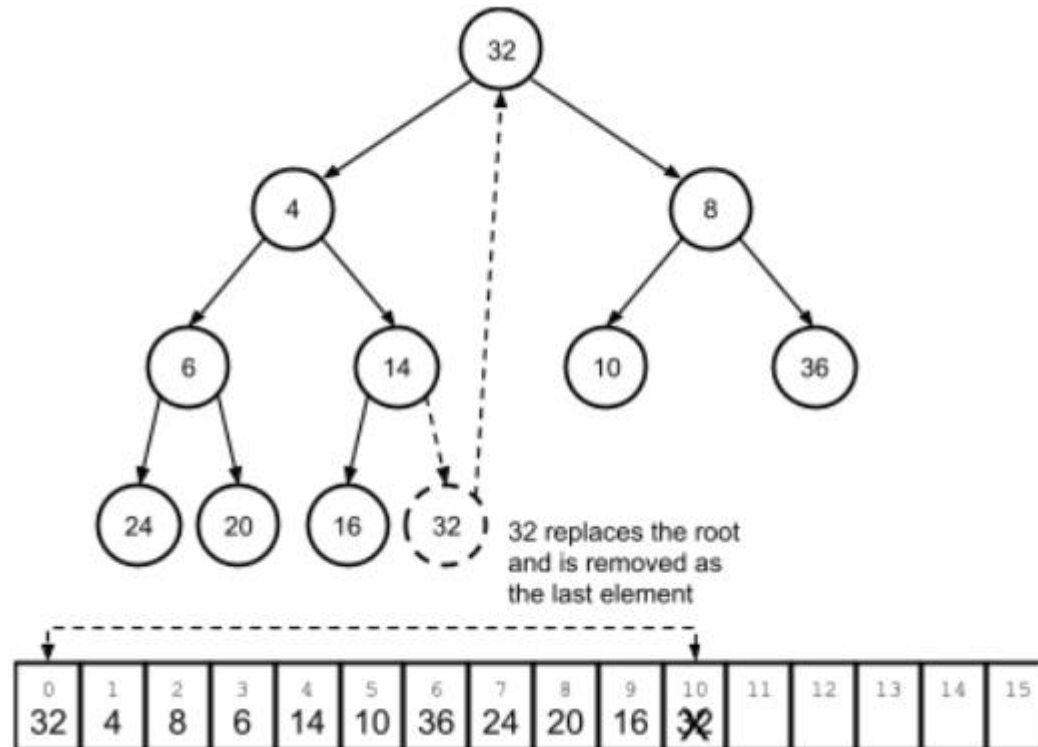 32
4
8
6
14
10
36
24
20
16
32
32 replaces the root
and is removed as
the last element
0 1 2 3 4 5 6 7 8 9 10 11 12 13 14 15
32 4 8 6 14 10 36 24 20 16 32